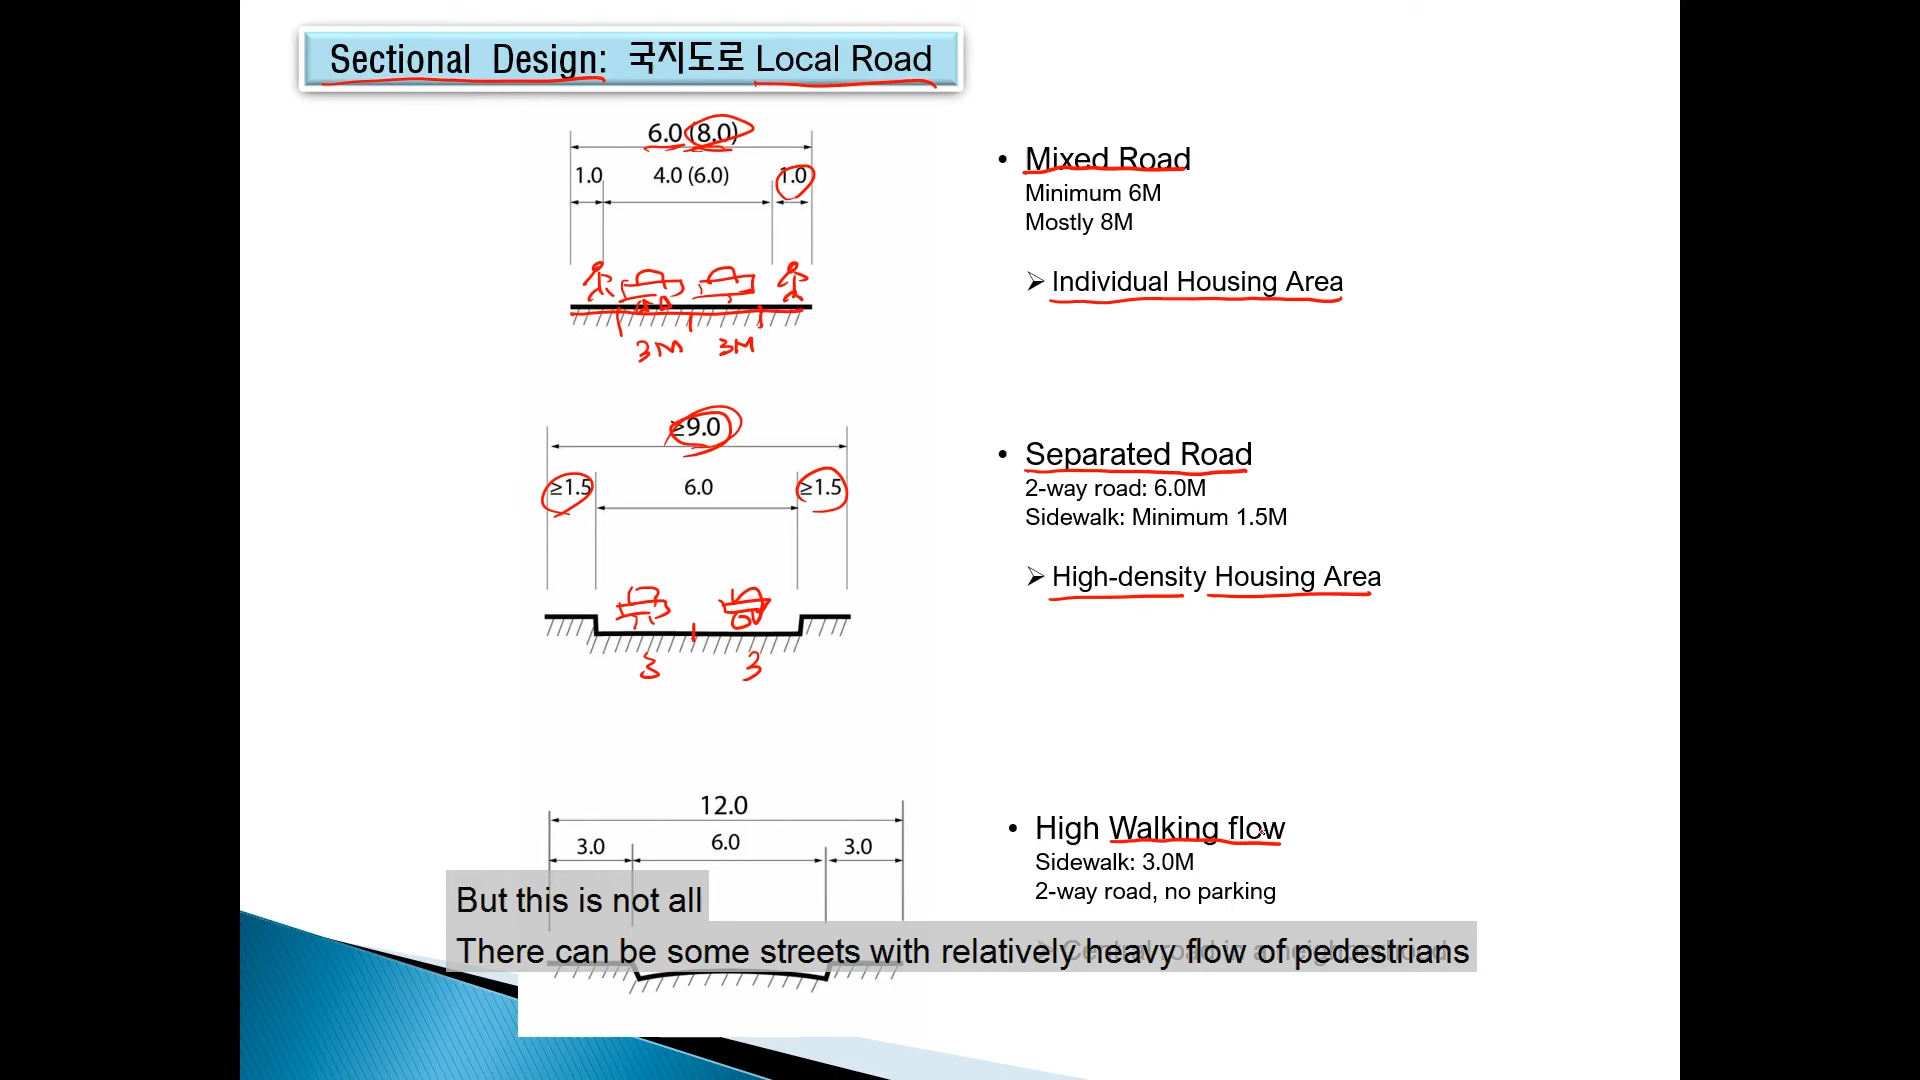 Sectional Design: 국지도로 Local Road
6.0 (8.0)
1.0 4.0 (6.0) 1.0
3M 3M
• Mixed Road
Minimum 6M
Mostly 8M
➢ Individual Housing Area
≥9.0
≥1.5 6.0 ≥1.5
3 3
• Separated Road
2-way road: 6.0M
Sidewalk: Minimum 1.5M
➢ High-density Housing Area
12.0
3.0 6.0 3.0
• High Walking flow
Sidewalk: 3.0M
2-way road, no parking
➢ Central road in a neighborhood
But this is not all
There can be some streets with relatively heavy flow of pedestrians